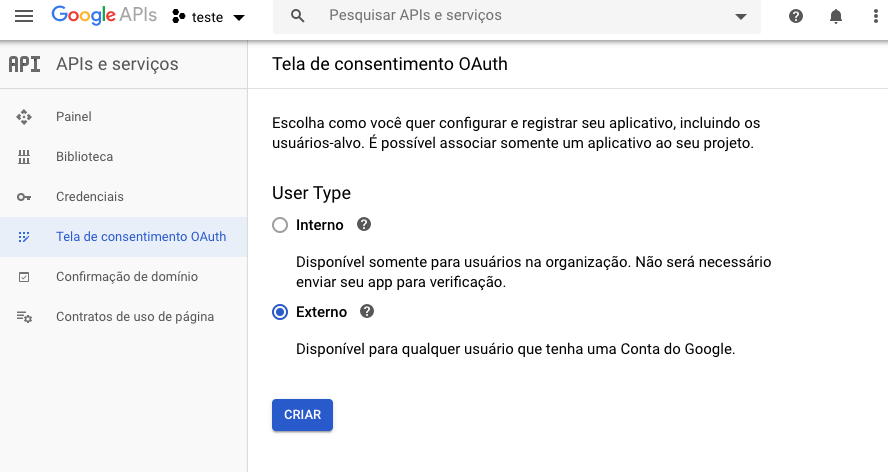 Google APIs
teste
Pesquisar APIs e serviços
API
APIs e serviços
Painel
Biblioteca
Credenciais
Tela de consentimento OAuth
Confirmação de domínio
Contratos de uso de página
Tela de consentimento OAuth
Escolha como você quer configurar e registrar seu aplicativo, incluindo os
usuários-alvo. É possível associar somente um aplicativo ao seu projeto.
User Type
Interno
Disponível somente para usuários na organização. Não será necessário
enviar seu app para verificação.
Externo
Disponível para qualquer usuário que tenha uma Conta do Google.
CRIAR